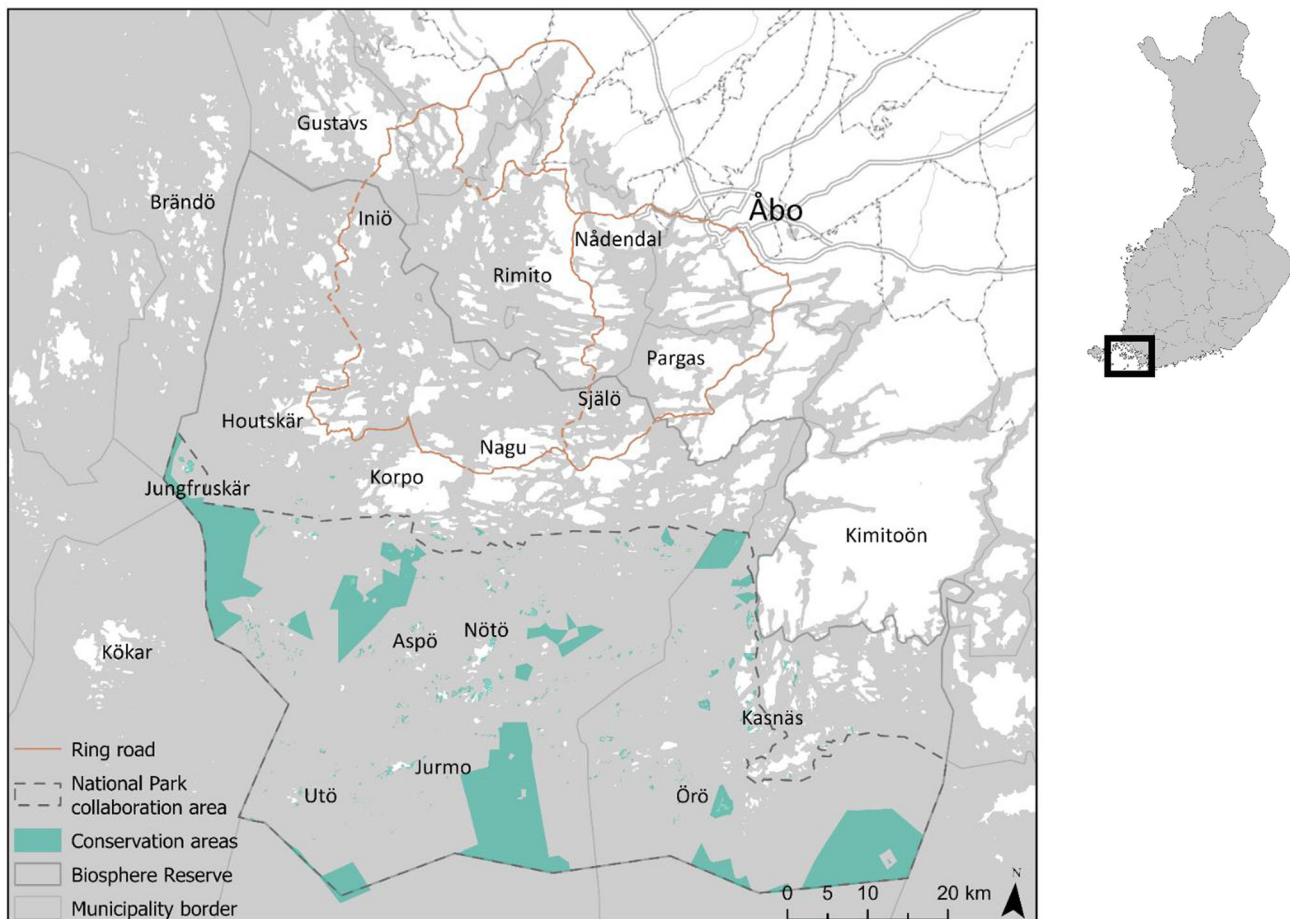 Gustavs
Brändö
Iniö
Åbo
Nådendal
Rimito
Pargas
Själö
Houtskär
Nagu
Korpo
Jungfruskär
Kimitoön
Kökar
Aspö
Nötö
Kasnäs
Jurmo
Utö
Örö
Ring road
National Park
collaboration area
Conservation areas
Biosphere Reserve
Municipality border
0 5 10 20 km
N